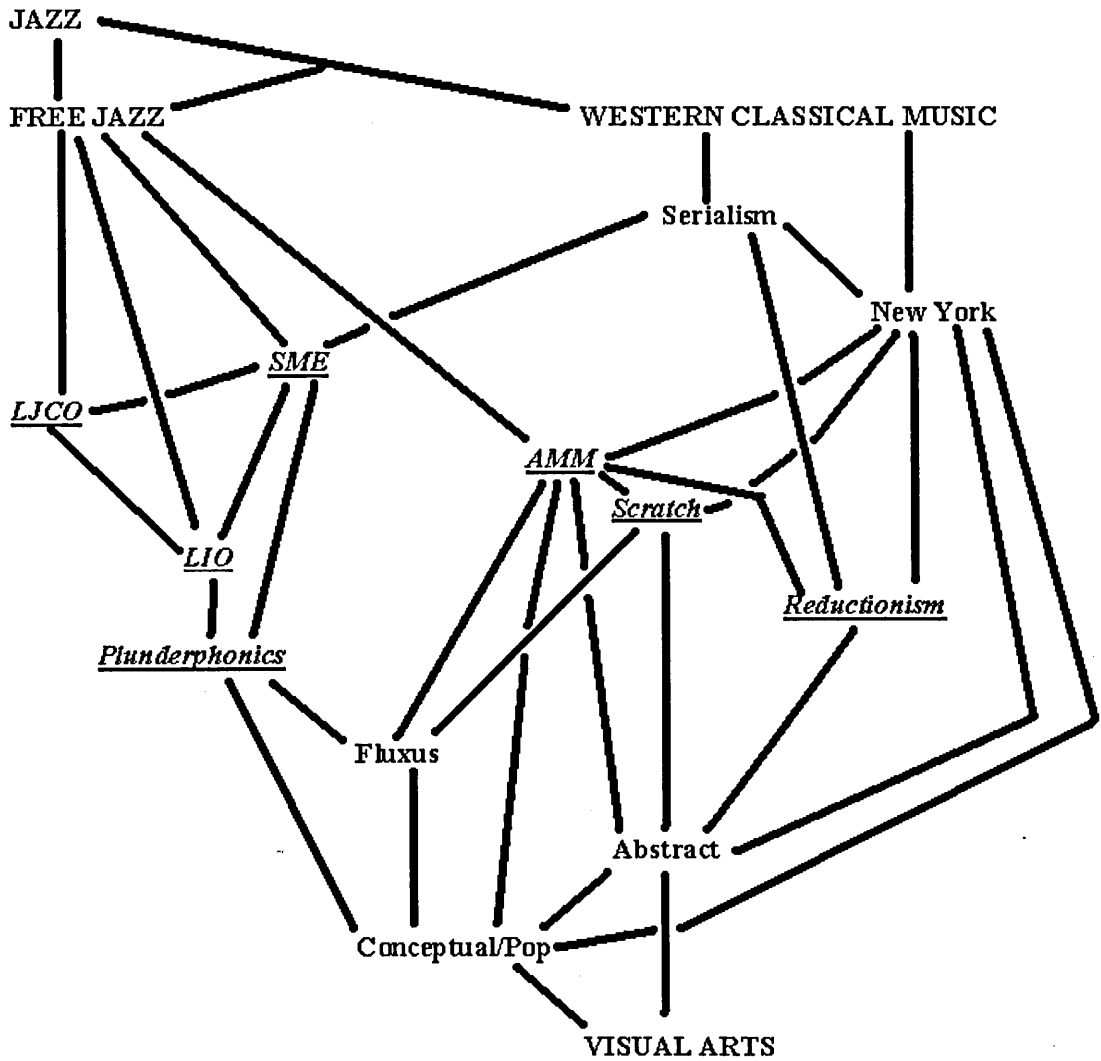 JAZZ
FREE JAZZ
WESTERN CLASSICAL MUSIC
Serialism
New York
SME
LJCO
AMM
Scratch
LIO
Reductionism
Plunderphonics
Fluxus
Abstract
Conceptual/Pop
VISUAL ARTS